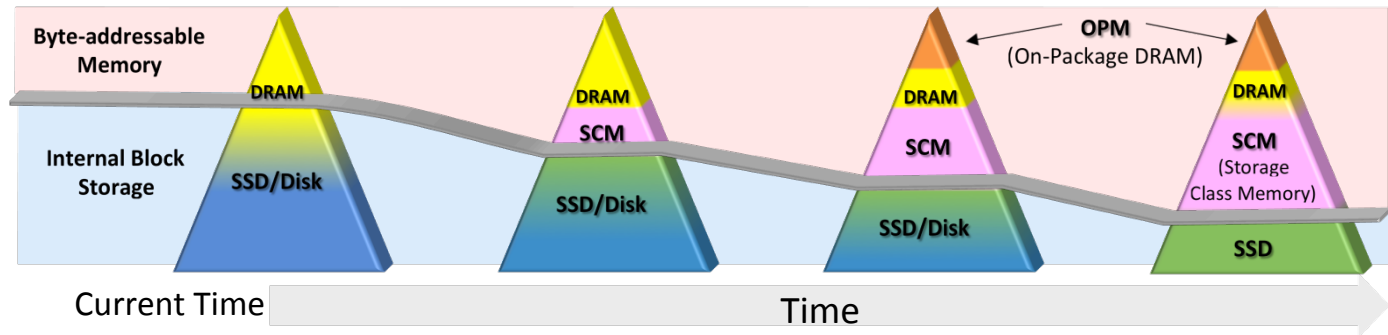 Byte-addressable
Memory
Internal Block
Storage
DRAM
SSD/Disk
DRAM
SCM
SSD/Disk
OPM
(On-Package DRAM)
DRAM
SCM
SSD/Disk
DRAM
SCM
(Storage
Class Memory)
SSD
Current Time
Time